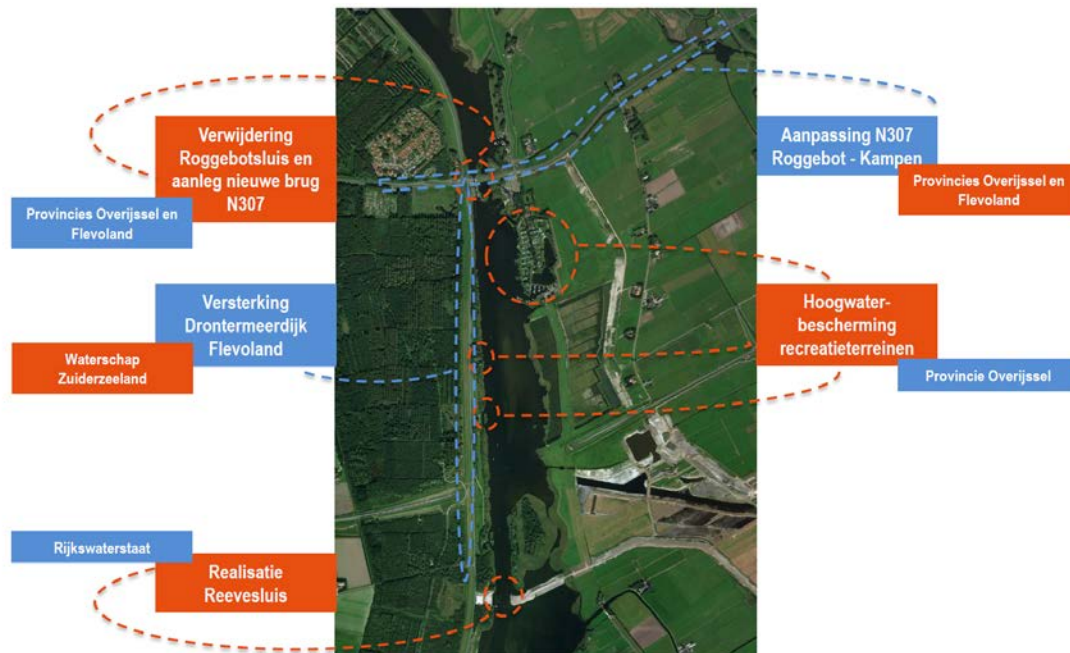 Verwijdering
Roggebotsluis en
aanleg nieuwe brug
N307
Provincies Overijssel en
Flevoland
Versterking
Drontermeerdijk
Flevoland
Waterschap
Zuiderzeeland
Rijkswaterstaat
Realisatie
Reevesluis
Aanpassing N307
Roggebot - Kampen
Provincies Overijssel en
Flevoland
Hoogwater-
bescherming
recreatieterreinen
Provincie Overijssel